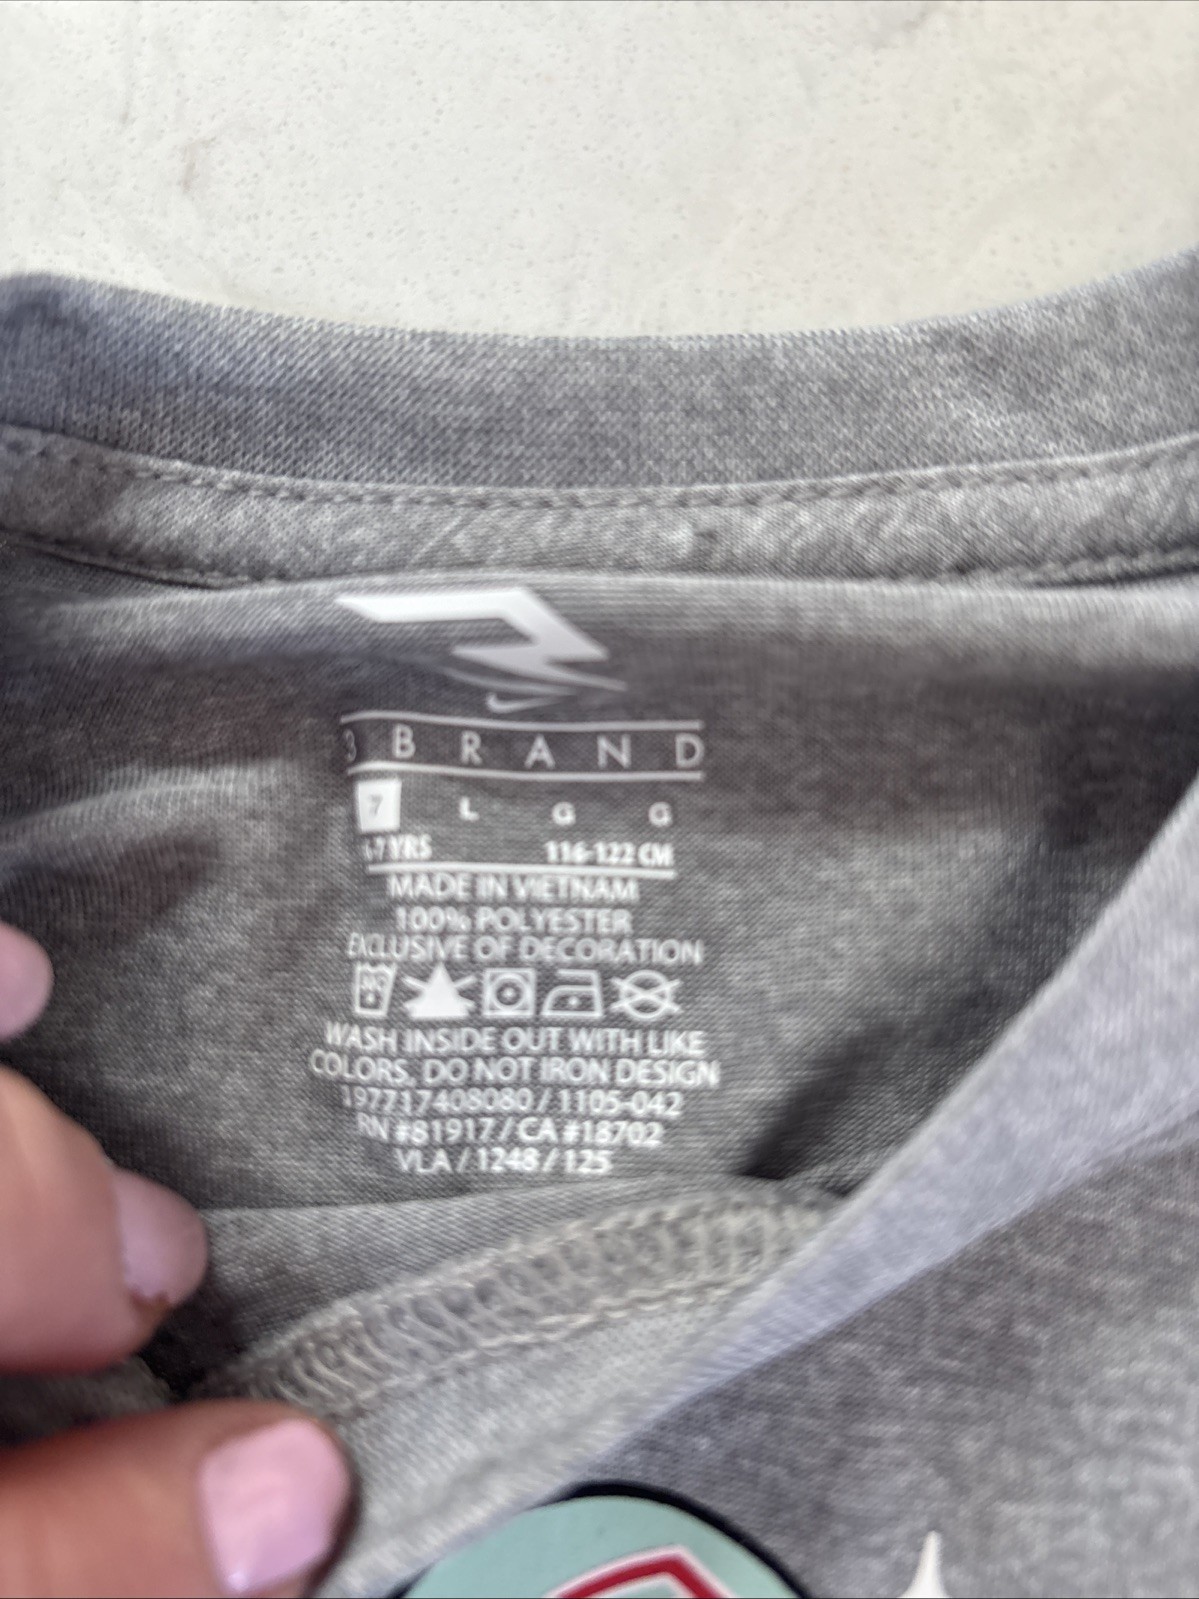 3 BRAND
7 L G G
6-7 YRS 116-122 CM
MADE IN VIETNAM
100% POLYESTER
EXCLUSIVE OF DECORATION
WASH INSIDE OUT WITH LIKE
COLORS, DO NOT IRON DESIGN
197717408080 / 1105-042
RN #81917 / CA #18702
VLA / 1248 / 125